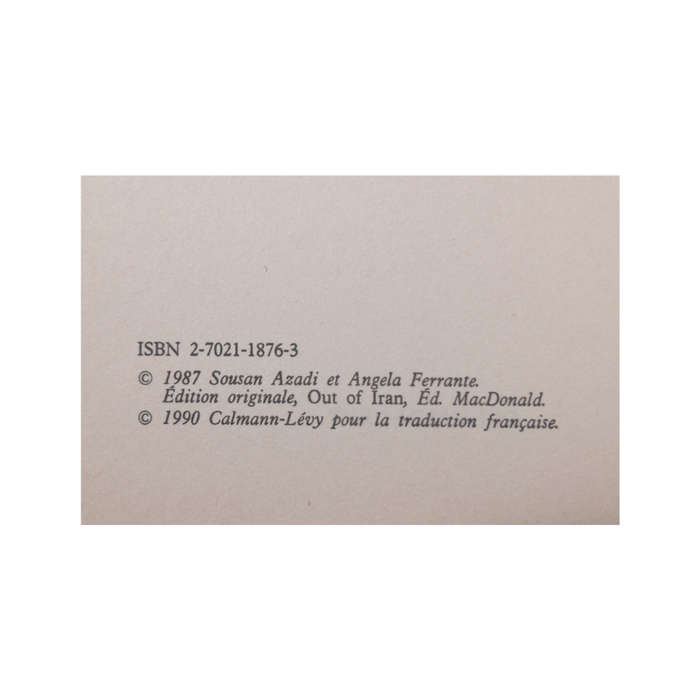 ISBN 2-7021-1876-3
© 1987 Sousan Azadi et Angela Ferrante.
Édition originale, Out of Iran, Éd. MacDonald.
© 1990 Calmann-Lévy pour la traduction française.